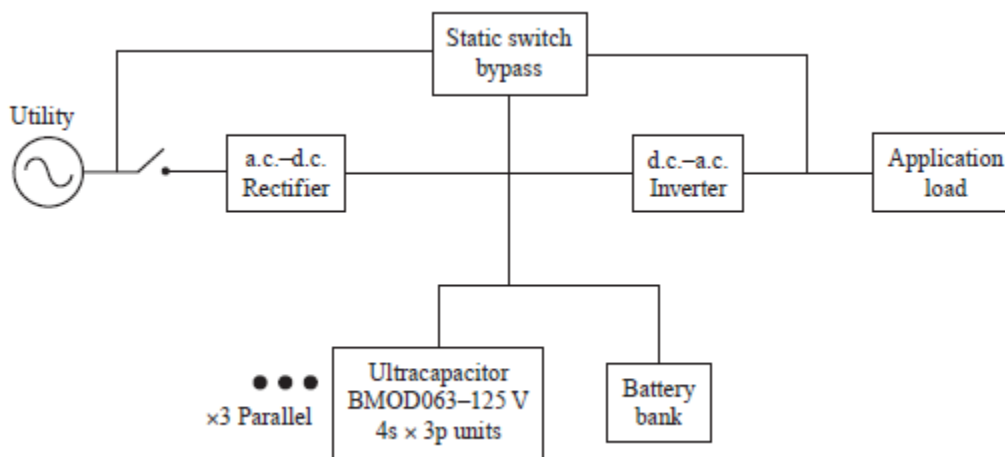 Static switch
bypass
Utility
a.c.–d.c.
Rectifier
d.c.–a.c.
Inverter
Application
load
Ultracapacitor
BMOD063–125 V
4s × 3p units
×3 Parallel
Battery
bank